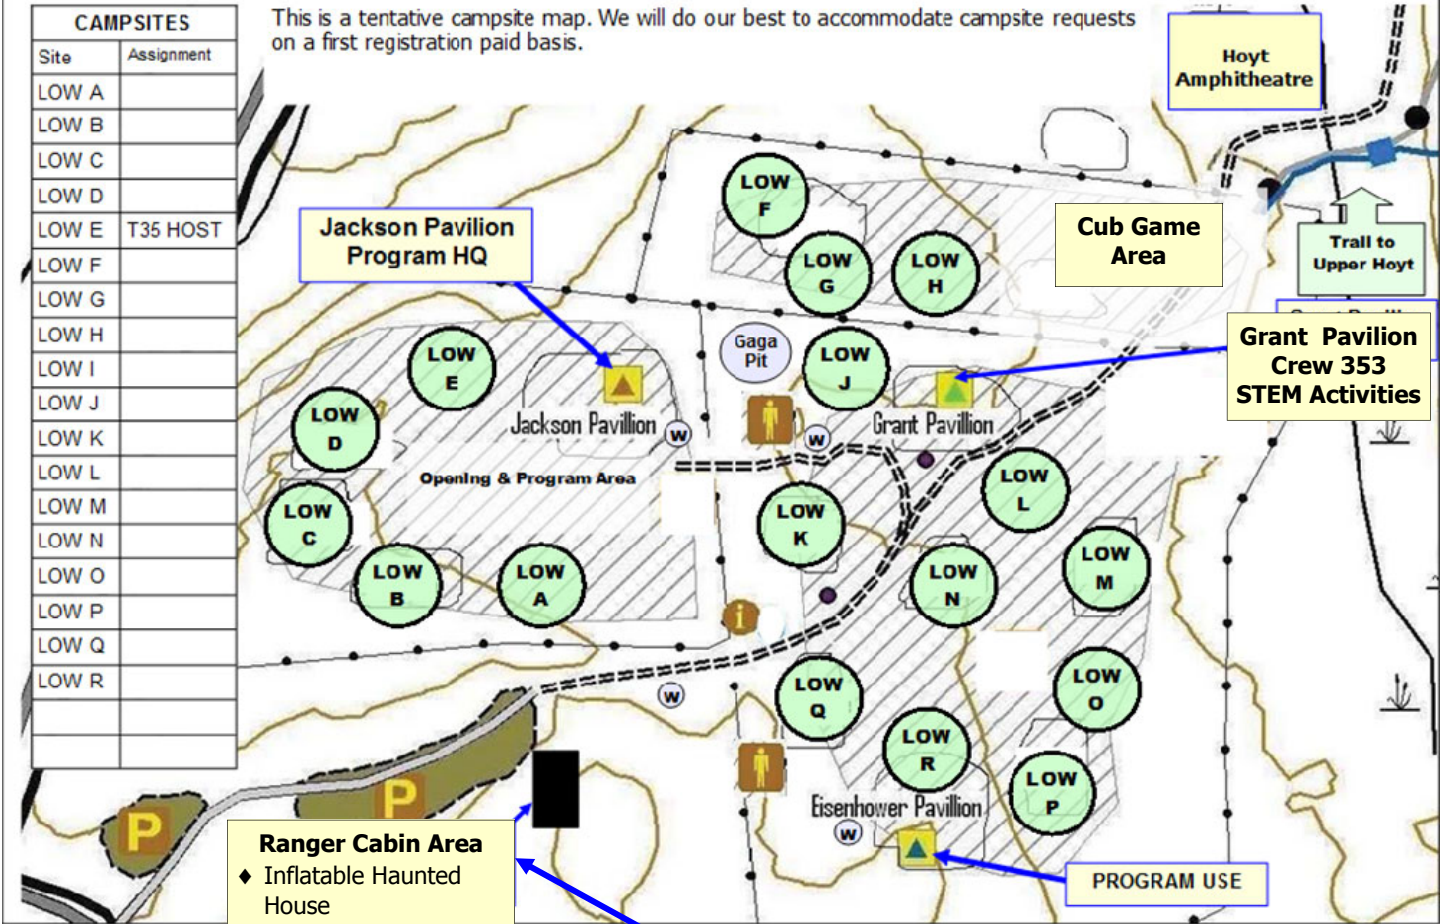 CAMPSITES
Site Assignment
LOW A
LOW B
LOW C
LOW D
LOW E T35 HOST
LOW F
LOW G
LOW H
LOW I
LOW J
LOW K
LOW L
LOW M
LOW N
LOW O
LOW P
LOW Q
LOW R
This is a tentative campsite map. We will do our best to accommodate campsite requests
on a first registration paid basis.
Hoyt
Amphitheatre
Trail to
Upper Hoyt
Cub Game
Area
Jackson Pavilion
Program HQ
Grant Pavilion
Crew 353
STEM Activities
LOW
F
LOW
G
LOW
H
Gaga
Pit
LOW
J
LOW
E
LOW
D
Jackson Pavillion
W
W
Grant Pavillion
Opening & Program Area
LOW
C
LOW
B
LOW
A
LOW
K
LOW
L
LOW
M
LOW
N
i
LOW
O
LOW
Q
W
LOW
R
LOW
P
Eisenhower Pavillion
W
PROGRAM USE
P
P
Ranger Cabin Area
♦ Inflatable Haunted
House